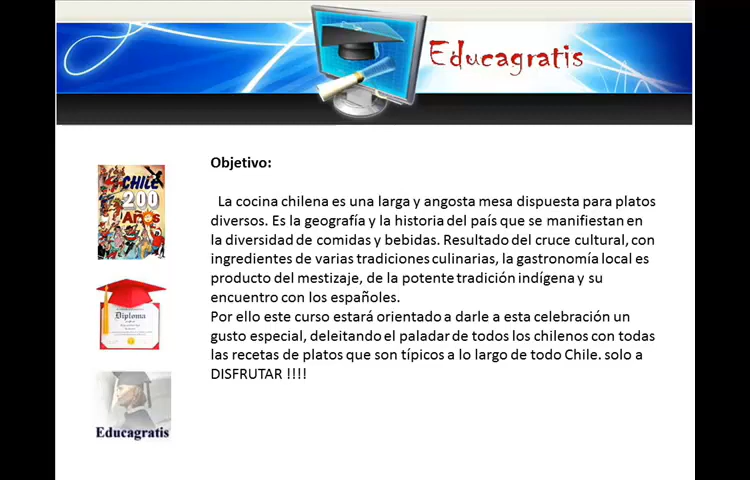 Educagratis
Objetivo:
La cocina chilena es una larga y angosta mesa dispuesta para platos
diversos. Es la geografía y la historia del país que se manifiestan en
la diversidad de comidas y bebidas. Resultado del cruce cultural, con
ingredientes de varias tradiciones culinarias, la gastronomía local es
producto del mestizaje, de la potente tradición indígena y su
encuentro con los españoles.
Por ello este curso estará orientado a darle a esta celebración un
gusto especial, deleitando el paladar de todos los chilenos con todas
las recetas de platos que son típicos a lo largo de todo Chile. solo a
DISFRUTAR !!!!
CHILE
200
Años
Diploma
Educagratis